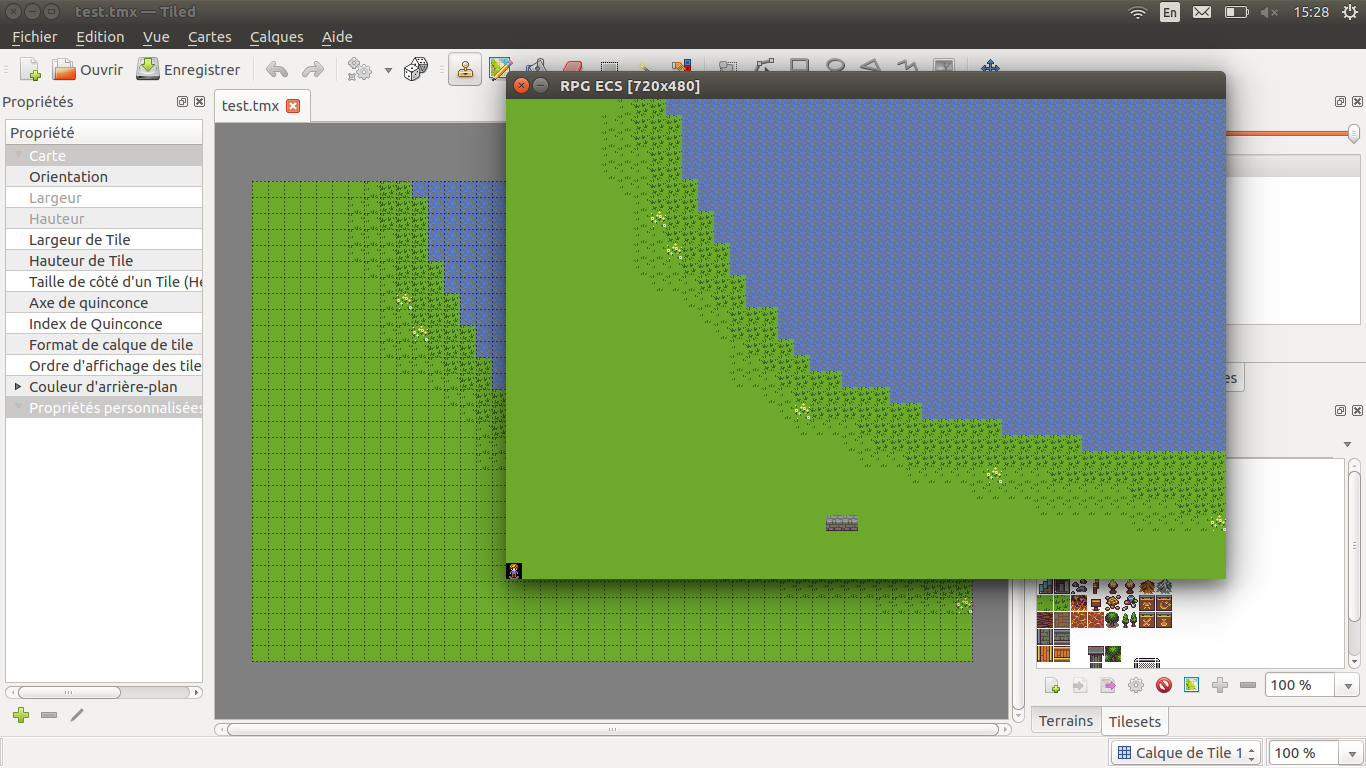 test.tmx — Tiled
En
15:28
Fichier Edition Vue Cartes Calques Aide
Ouvrir Enregistrer
RPG ECS [720x480]
Propriétés
test.tmx
Propriété
Carte
Orientation
Largeur
Hauteur
Largeur de Tile
Hauteur de Tile
Taille de côté d'un Tile (He
Axe de quinconce
Index de Quinconce
Format de calque de tile
Ordre d'affichage des tile
Couleur d'arrière-plan
Propriétés personnalisées
es
100 %
Terrains Tilesets
Calque de Tile 1 100 %